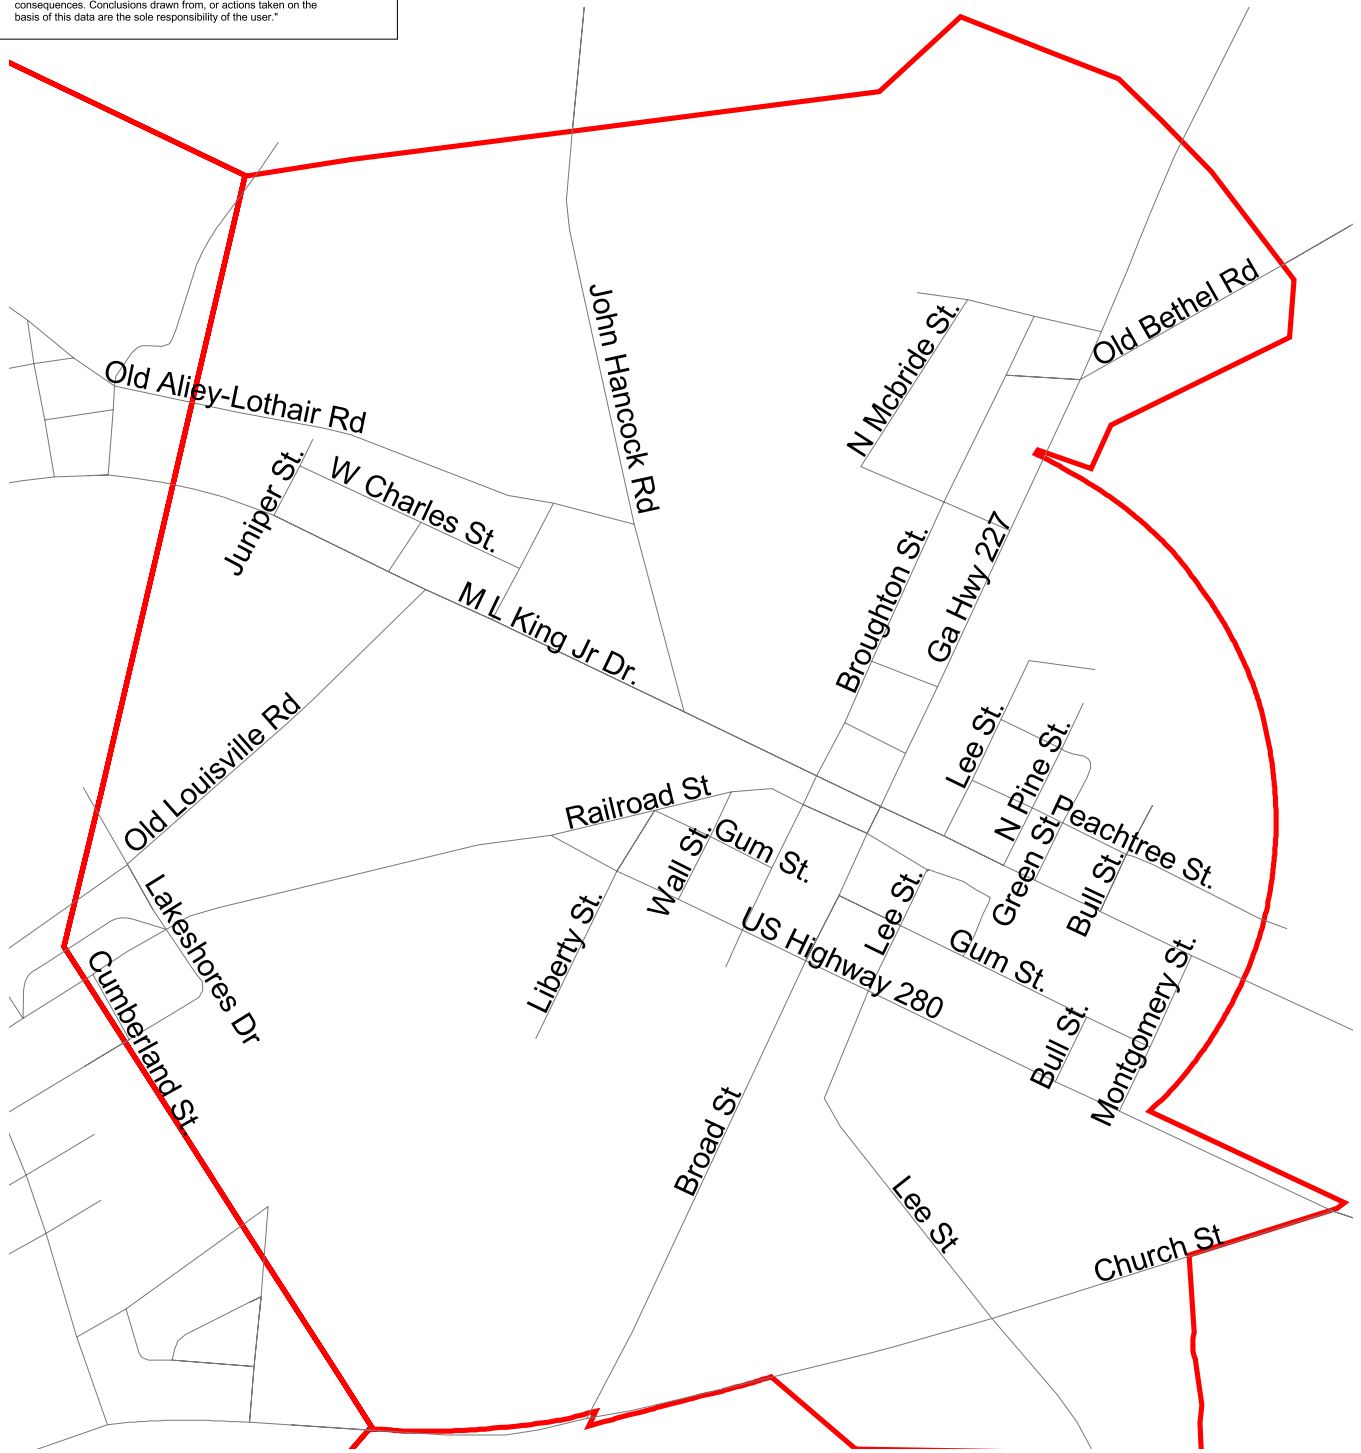 consequences. Conclusions drawn from, or actions taken on the
basis of this data are the sole responsibility of the user."
Old Bethel Rd
John Hancock Rd
N Mcbride St.
Old Aliey-Lothair Rd
Juniper St.
W Charles St.
Broughton St.
Ga Hwy 227
M L King Jr Dr.
Old Louisville Rd
Lee St.
N Pine St.
Railroad St
Peachtree St.
Gum St.
Wall St.
Green St
Bull St.
Lakeshores Dr
Liberty St.
US Highway 280
Lee St.
Gum St.
Cumberland St.
Montgomery St.
Bull St.
Broad St
Lee St
Church St